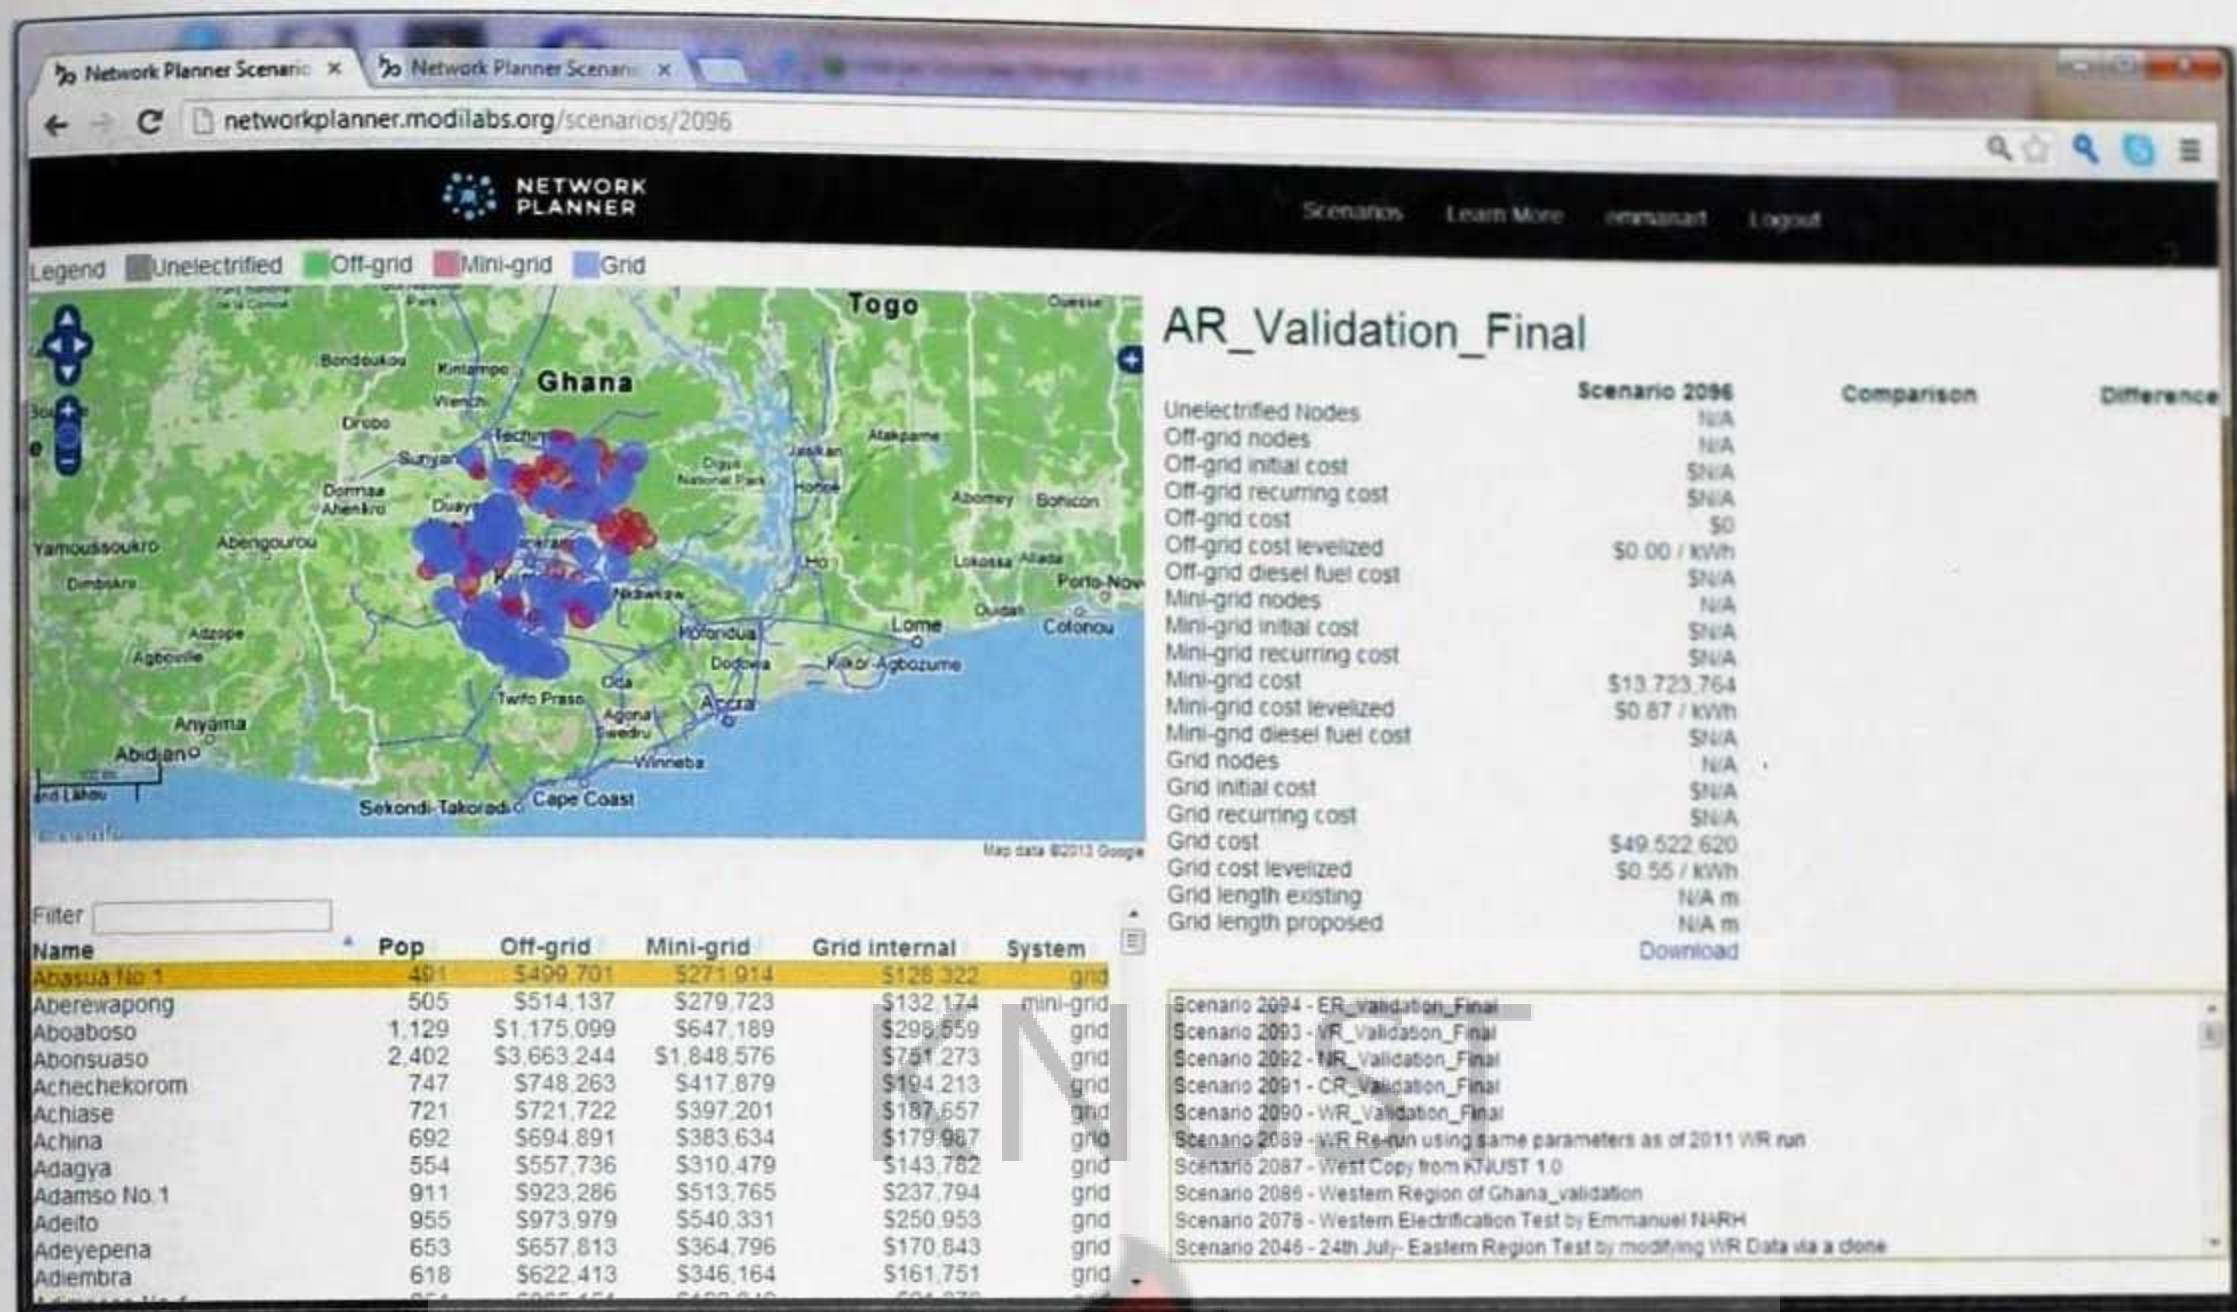 Network Planner Scenario ×
Network Planner Scenari ×
networkplanner.modilabs.org/scenarios/2096
NETWORK
PLANNER
Scenarios Learn More emmanart Logout
Legend Unelectrified Off-grid Mini-grid Grid
Togo
Bondoukou
Kintampo
Ghana
Wenchi
Drobo
Techim
Atakpame
Sunyan
Jasikan
Digya
National Park
Hohoe
Dormaa
Ahenkro
Duaya
Abomey Bohicon
Yamoussoukro Abengourou
Lokossa Allada
Ho
Dimbokro
Porto-Nov
Nkawkaw
Ouidah
Adzope
Koforidua
Lome
Cotonou
Agboville
Dodowa
Klikor-Agbozume
Oda
Twifo Praso
Accra
Agona
Swedru
Anyama
Abidjano
Winneba
Sekondi-Takoradi
Cape Coast
Map data ©2013 Google
AR_Validation_Final
Scenario 2096 Comparison Difference
Unelectrified Nodes N/A
Off-grid nodes N/A
Off-grid initial cost $N/A
Off-grid recurring cost $N/A
Off-grid cost $0
Off-grid cost levelized $0.00 / kWh
Off-grid diesel fuel cost $N/A
Mini-grid nodes N/A
Mini-grid initial cost $N/A
Mini-grid recurring cost $N/A
Mini-grid cost $13,723,764
Mini-grid cost levelized $0.87 / kWh
Mini-grid diesel fuel cost $N/A
Grid nodes N/A
Grid initial cost $N/A
Grid recurring cost $N/A
Grid cost $49,522,620
Grid cost levelized $0.55 / kWh
Grid length existing N/A m
Grid length proposed N/A m
Download
Filter
Name Pop Off-grid Mini-grid Grid internal System
Abasua No.1 491 $499,701 $271,914 $128,322 grid
Aberewapong 505 $514,137 $279,723 $132,174 mini-grid
Aboaboso 1,129 $1,175,099 $647,189 $298,559 grid
Abonsuaso 2,402 $3,663,244 $1,848,576 $751,273 grid
Achechekorom 747 $748,263 $417,879 $194,213 grid
Achiase 721 $721,722 $397,201 $187,657 grid
Achina 692 $694,891 $383,634 $179,987 grid
Adagya 554 $557,736 $310,479 $143,782 grid
Adamso No.1 911 $923,286 $513,765 $237,794 grid
Adeito 955 $973,979 $540,331 $250,953 grid
Adeyepena 653 $657,813 $364,796 $170,843 grid
Adiembra 618 $622,413 $346,164 $161,751 grid
Scenario 2094 - ER_Validation_Final
Scenario 2093 - VR_Validation_Final
Scenario 2092 - NR_Validation_Final
Scenario 2091 - CR_Validation_Final
Scenario 2090 - WR_Validation_Final
Scenario 2089 - WR Re-run using same parameters as of 2011 WR run
Scenario 2087 - West Copy from KNUST 1.0
Scenario 2086 - Western Region of Ghana_validation
Scenario 2078 - Western Electrification Test by Emmanuel NARH
Scenario 2046 - 24th July- Eastern Region Test by modifying WR Data via a clone
KNUST